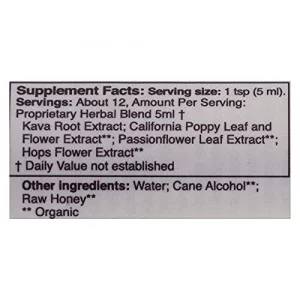 Supplement Facts: Serving size: 1 tsp (5 ml).
Servings: About 12, Amount Per Serving:
Proprietary Herbal Blend 5ml †
Kava Root Extract; California Poppy Leaf and
Flower Extract**; Passionflower Leaf Extract**;
Hops Flower Extract**
† Daily Value not established
Other ingredients: Water; Cane Alcohol**;
Raw Honey**
** Organic